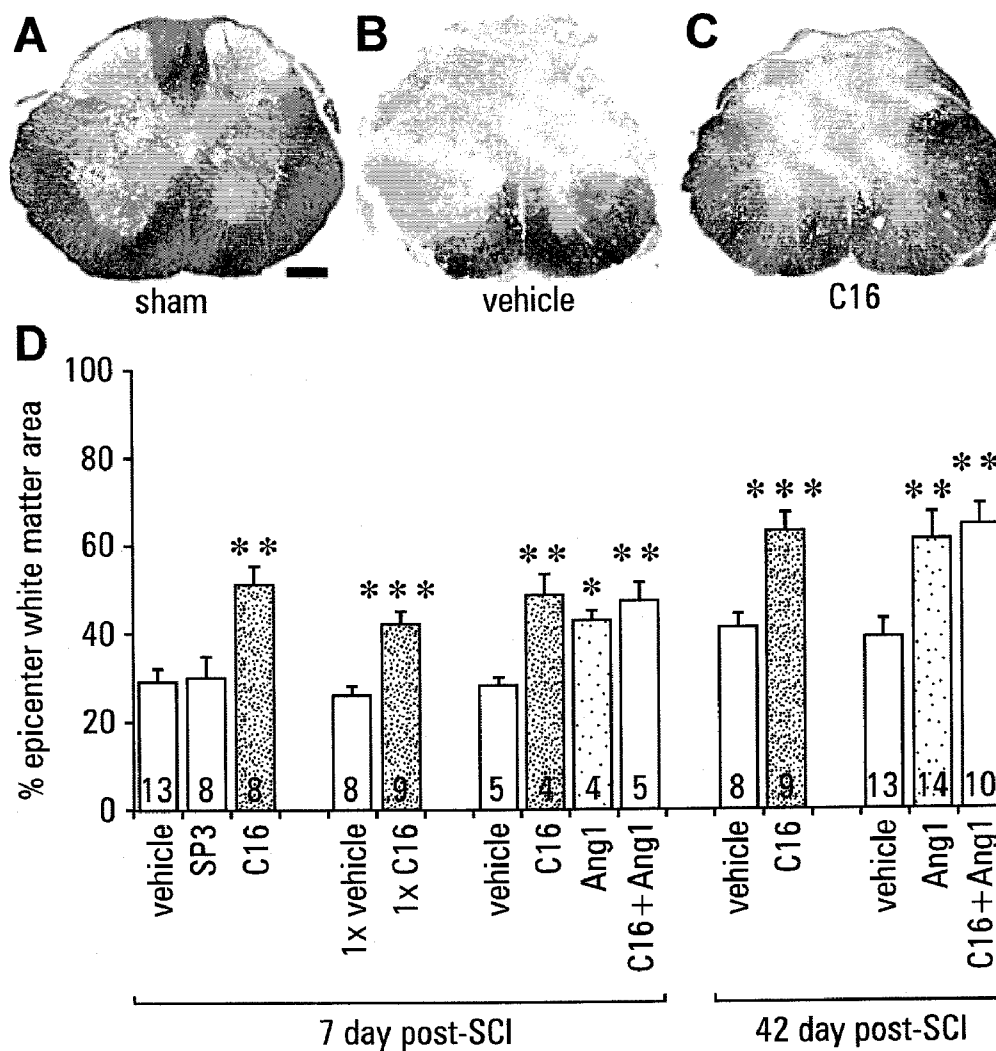 A
B
C
sham
vehicle
C16
D
% epicenter white matter area
100
80
60
40
20
0
** *** ** * ** *** ** **
13 8 8 8 9 5 4 4 5 8 9 13 14 10
vehicle
SP3
C16
1x vehicle
1x C16
vehicle
C16
Ang1
C16+Ang1
vehicle
C16
vehicle
Ang1
C16+Ang1
7 day post-SCI
42 day post-SCI